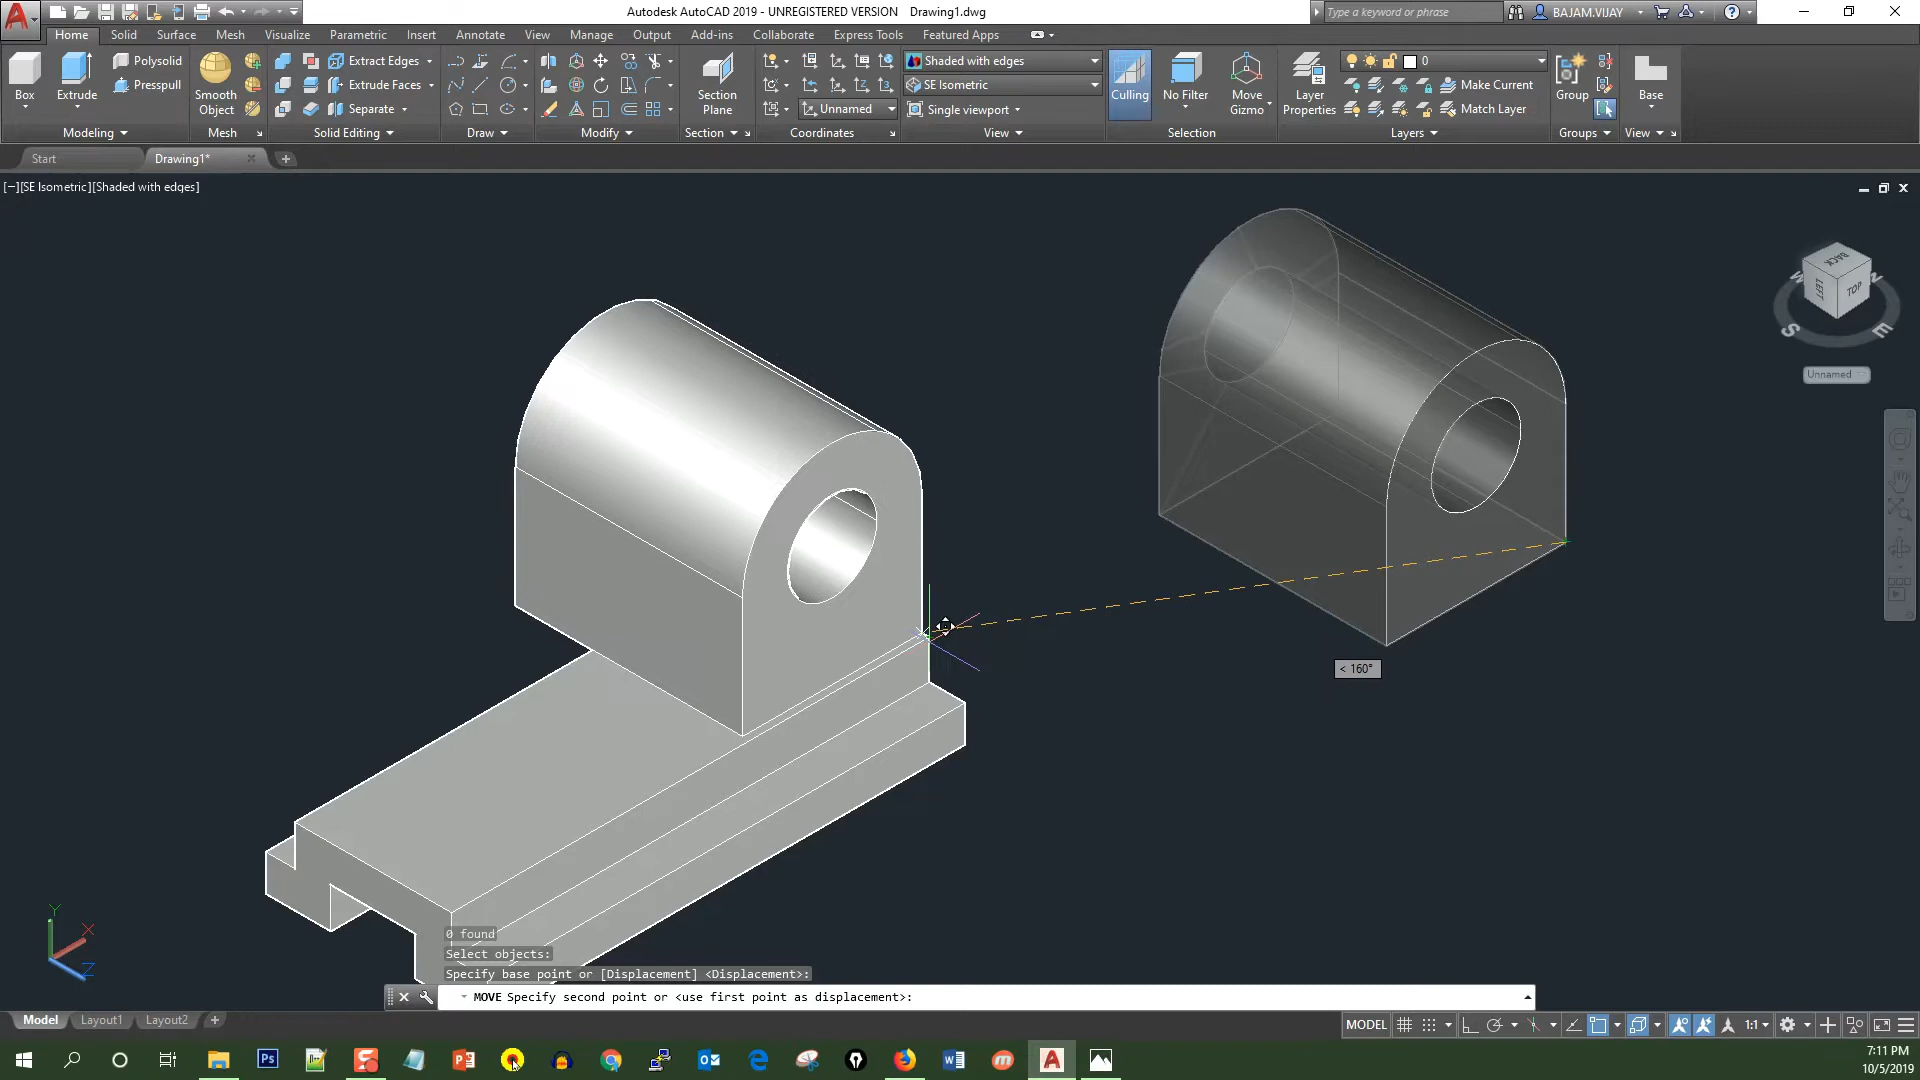 Autodesk AutoCAD 2019 - UNREGISTERED VERSION Drawing1.dwg
Type a keyword or phrase
BAJAM.VIJAY
Home Solid Surface Mesh Visualize Parametric Insert Annotate View Manage Output Add-ins Collaborate Express Tools Featured Apps
Polysolid
Presspull
Box
Extrude
Smooth Object
Extract Edges
Extrude Faces
Separate
Section Plane
Unnamed
Shaded with edges
SE Isometric
Single viewport
Culling
No Filter
Move Gizmo
Layer Properties
0
Make Current
Match Layer
Group
Base
Modeling Mesh Solid Editing Draw Modify Section Coordinates View Selection Layers Groups View
Start Drawing1*
[−][SE Isometric][Shaded with edges]
BACK
LEFT
TOP
W
N
S
E
Unnamed
< 160°
Y
X
Z
0 found
Select objects:
Specify base point or [Displacement] <Displacement>:
MOVE Specify second point or <use first point as displacement>:
Model Layout1 Layout2
MODEL
1:1
7:11 PM
10/5/2019